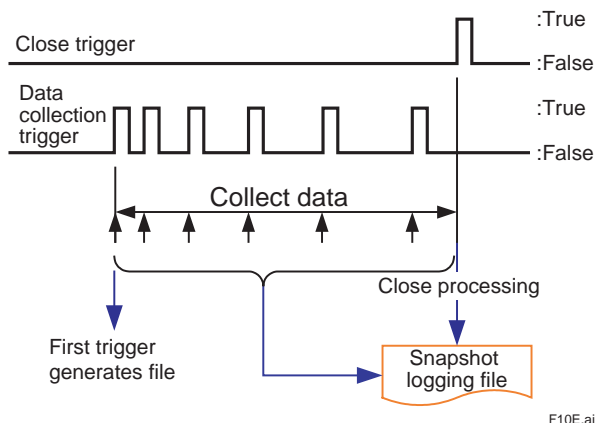 :True
Close trigger
:False
Data
collection
trigger
:True
:False
Collect data
Close processing
First trigger
generates file
Snapshot
logging file
F10E.ai